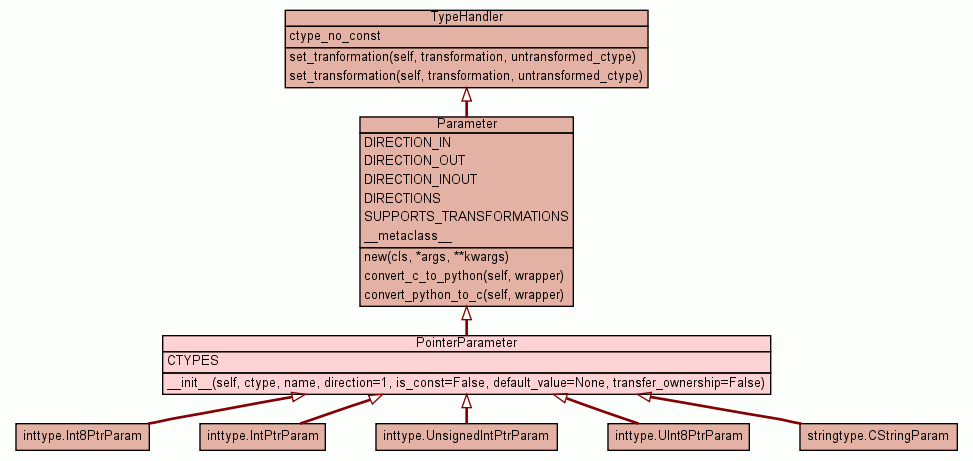 TypeHandler
ctype_no_const
set_tranformation(self, transformation, untransformed_ctype)
set_transformation(self, transformation, untransformed_ctype)
Parameter
DIRECTION_IN
DIRECTION_OUT
DIRECTION_INOUT
DIRECTIONS
SUPPORTS_TRANSFORMATIONS
__metaclass__
new(cls, *args, **kwargs)
convert_c_to_python(self, wrapper)
convert_python_to_c(self, wrapper)
PointerParameter
CTYPES
__init__(self, ctype, name, direction=1, is_const=False, default_value=None, transfer_ownership=False)
inttype.Int8PtrParam
inttype.IntPtrParam
inttype.UnsignedIntPtrParam
inttype.UInt8PtrParam
stringtype.CStringParam